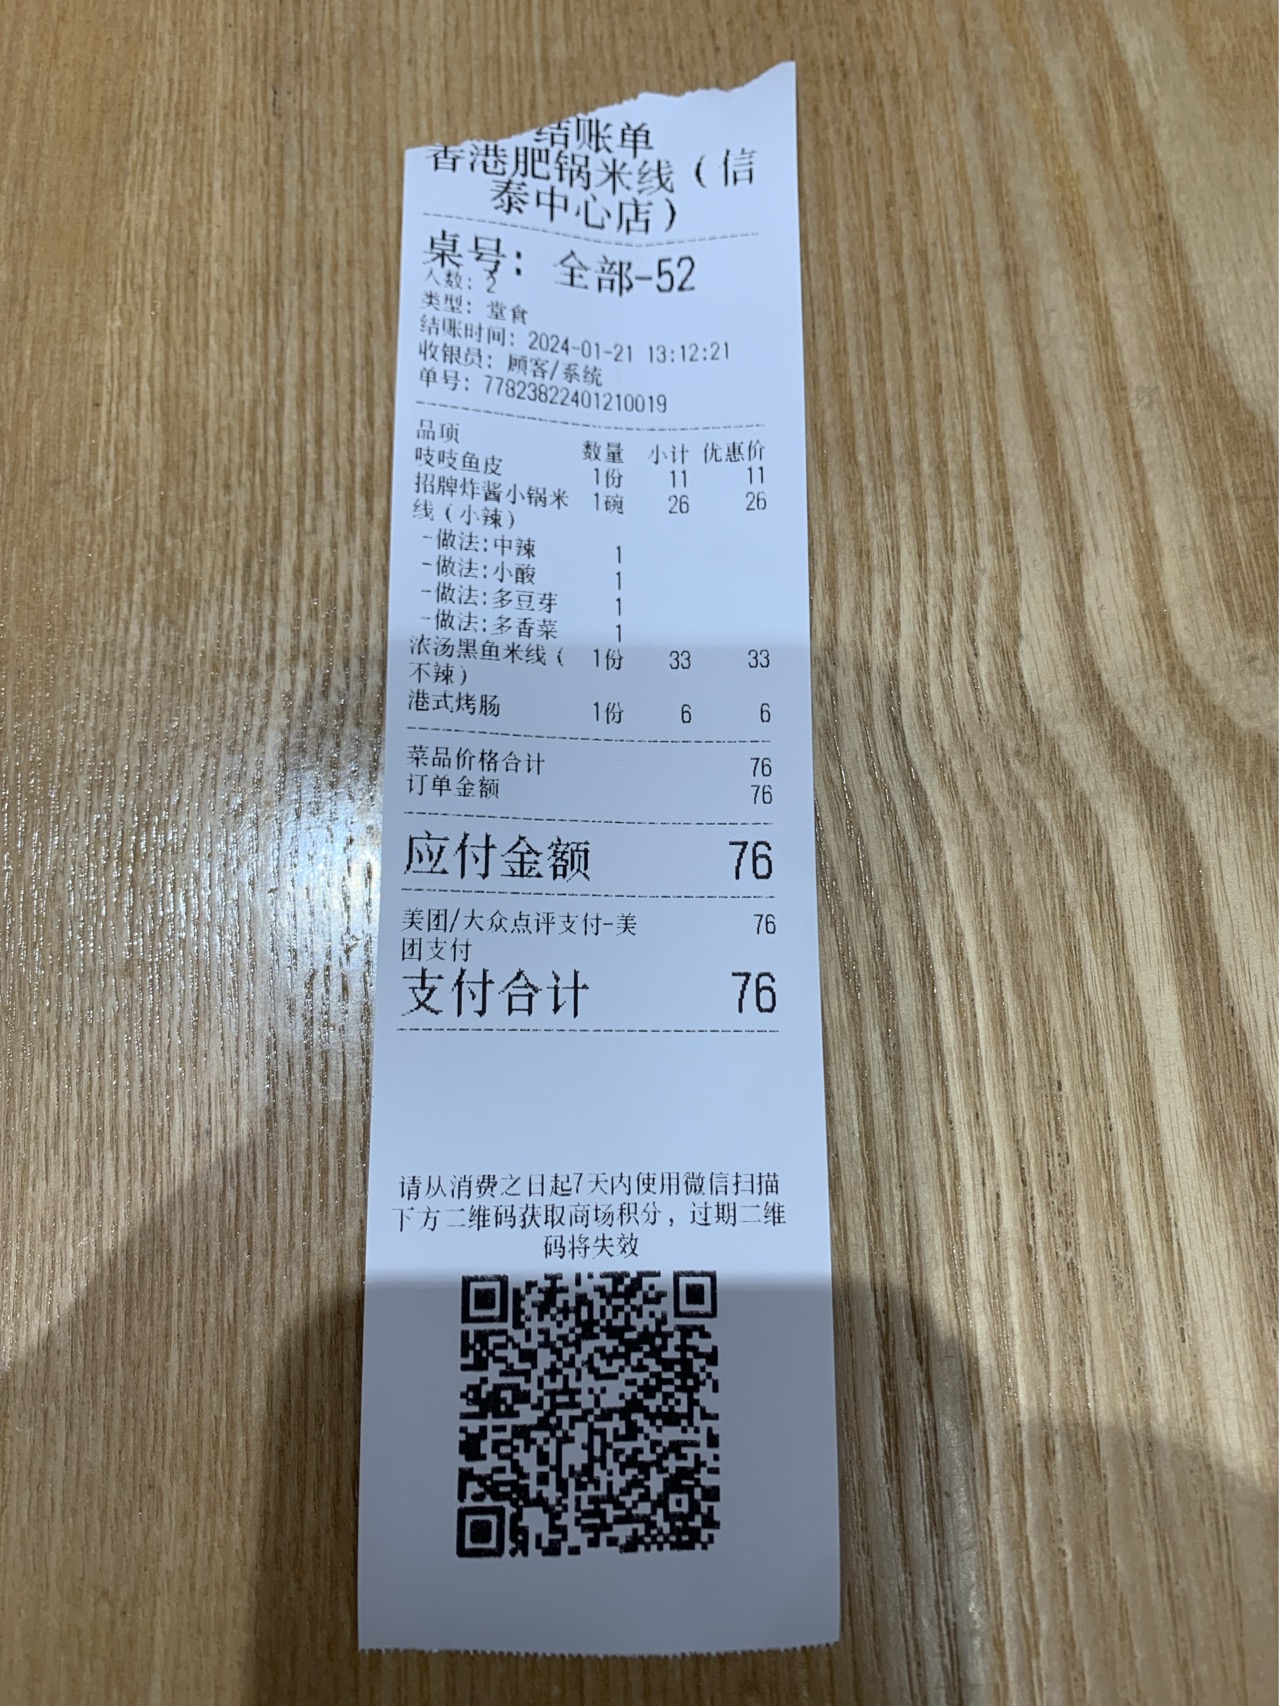 结账单
香港肥锅米线（信
泰中心店）
桌号：全部-52
人数：2
类型：堂食
结账时间：2024-01-21 13:12:21
收银员：顾客/系统
单号：77823822401210019
品项 数量 小计 优惠价
吱吱鱼皮 1份 11 11
招牌炸酱小锅米 1碗 26 26
线（小辣）
-做法:中辣 1
-做法:小酸 1
-做法:多豆芽 1
-做法:多香菜 1
浓汤黑鱼米线（ 1份 33 33
不辣）
港式烤肠 1份 6 6
菜品价格合计 76
订单金额 76
应付金额 76
美团/大众点评支付-美 76
团支付
支付合计 76
请从消费之日起7天内使用微信扫描
下方二维码获取商场积分，过期二维
码将失效